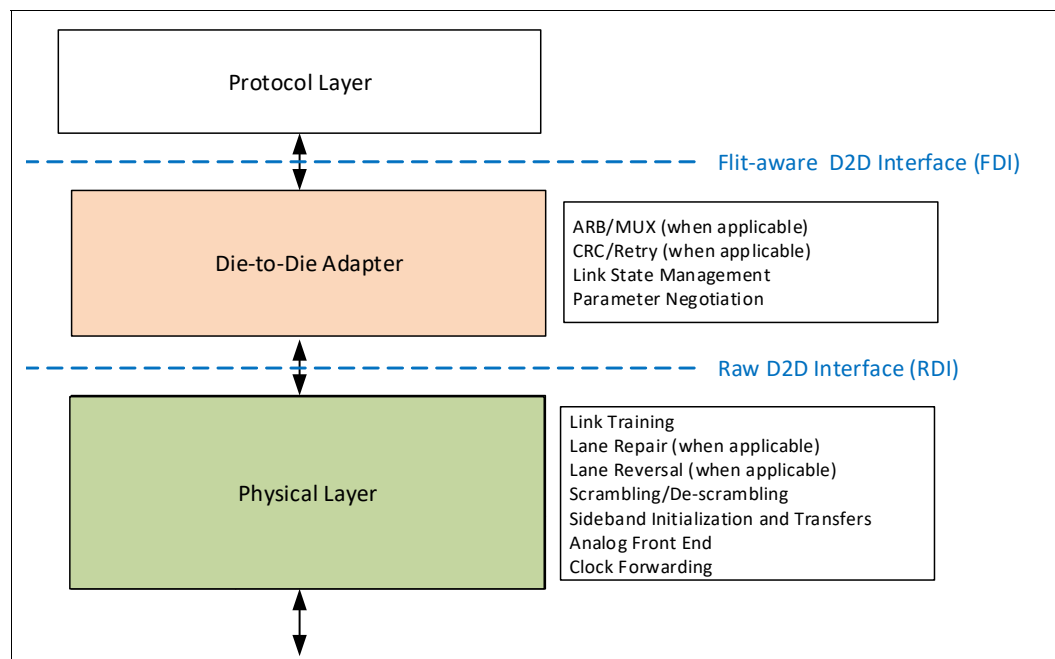 Protocol Layer
Flit-aware D2D Interface (FDI)
Die-to-Die Adapter
ARB/MUX (when applicable)
CRC/Retry (when applicable)
Link State Management
Parameter Negotiation
Raw D2D Interface (RDI)
Physical Layer
Link Training
Lane Repair (when applicable)
Lane Reversal (when applicable)
Scrambling/De-scrambling
Sideband Initialization and Transfers
Analog Front End
Clock Forwarding